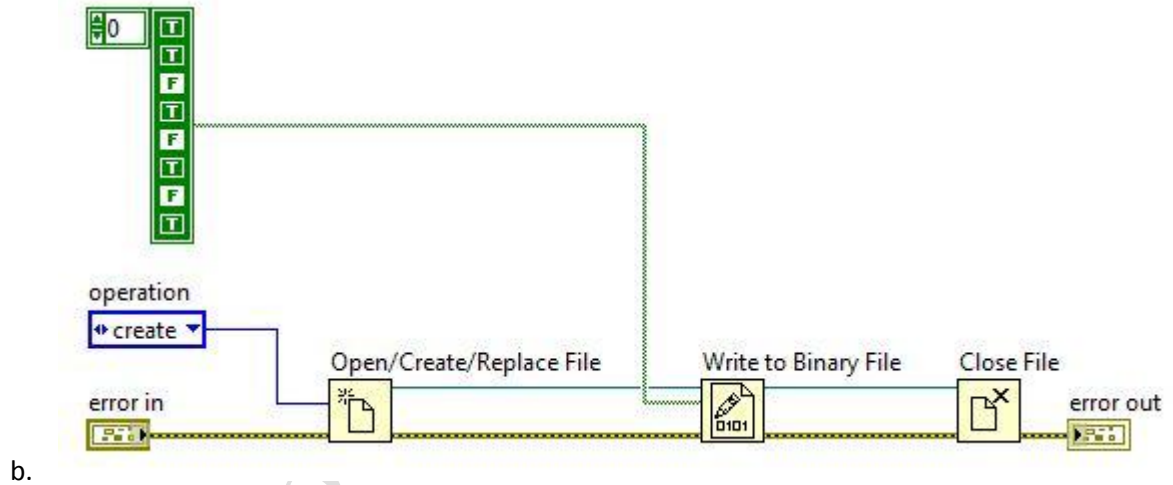 0
T
T
F
T
F
T
F
T
operation
create
Open/Create/Replace File
Write to Binary File
Close File
error in
error out
0101
b.